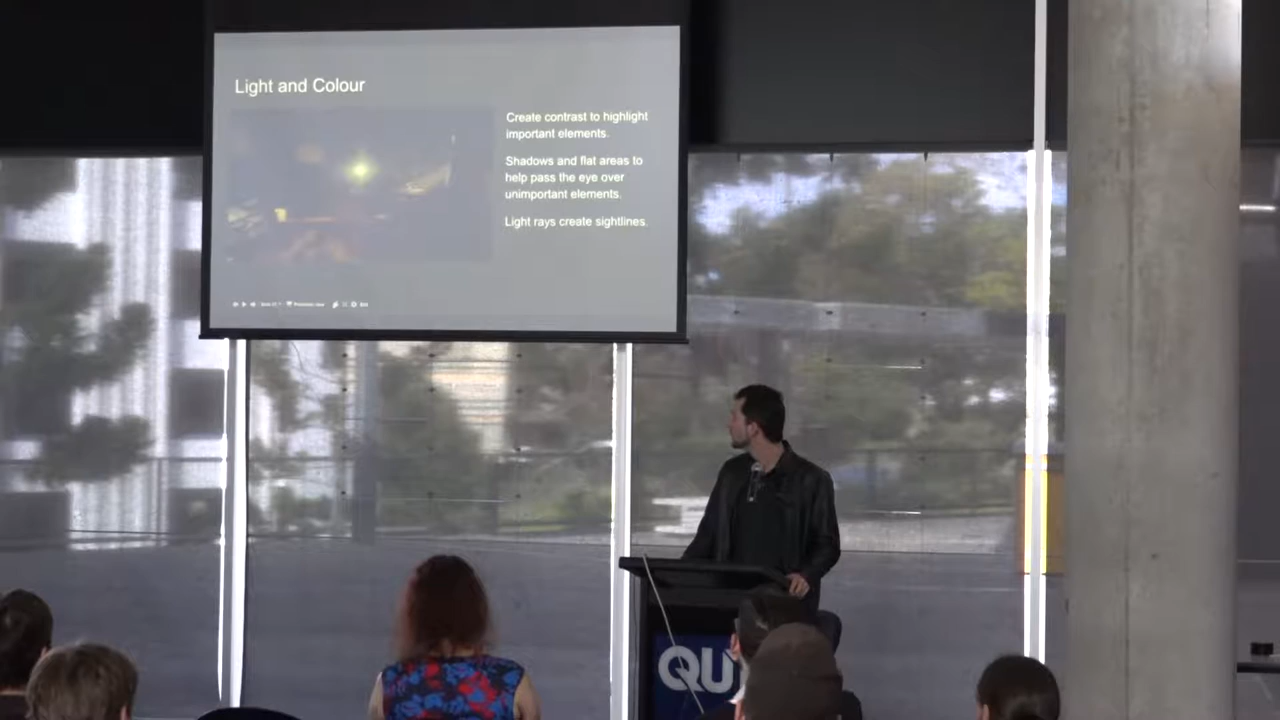 Light and Colour
Create contrast to highlight
important elements.
Shadows and flat areas to
help pass the eye over
unimportant elements.
Light rays create sightlines.
QU